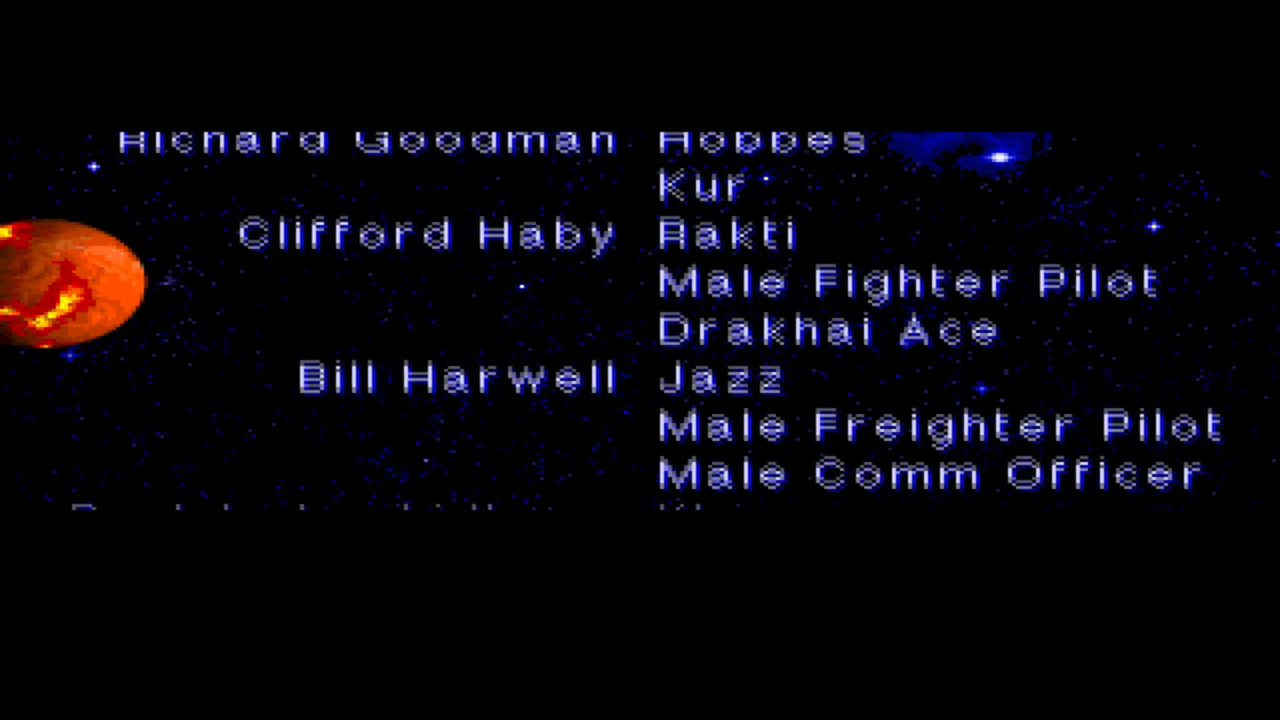 Richard Goodman Hobbes
Kur
Clifford Haby Rakti
Male Fighter Pilot
Drakhai Ace
Bill Harwell Jazz
Male Freighter Pilot
Male Comm Officer